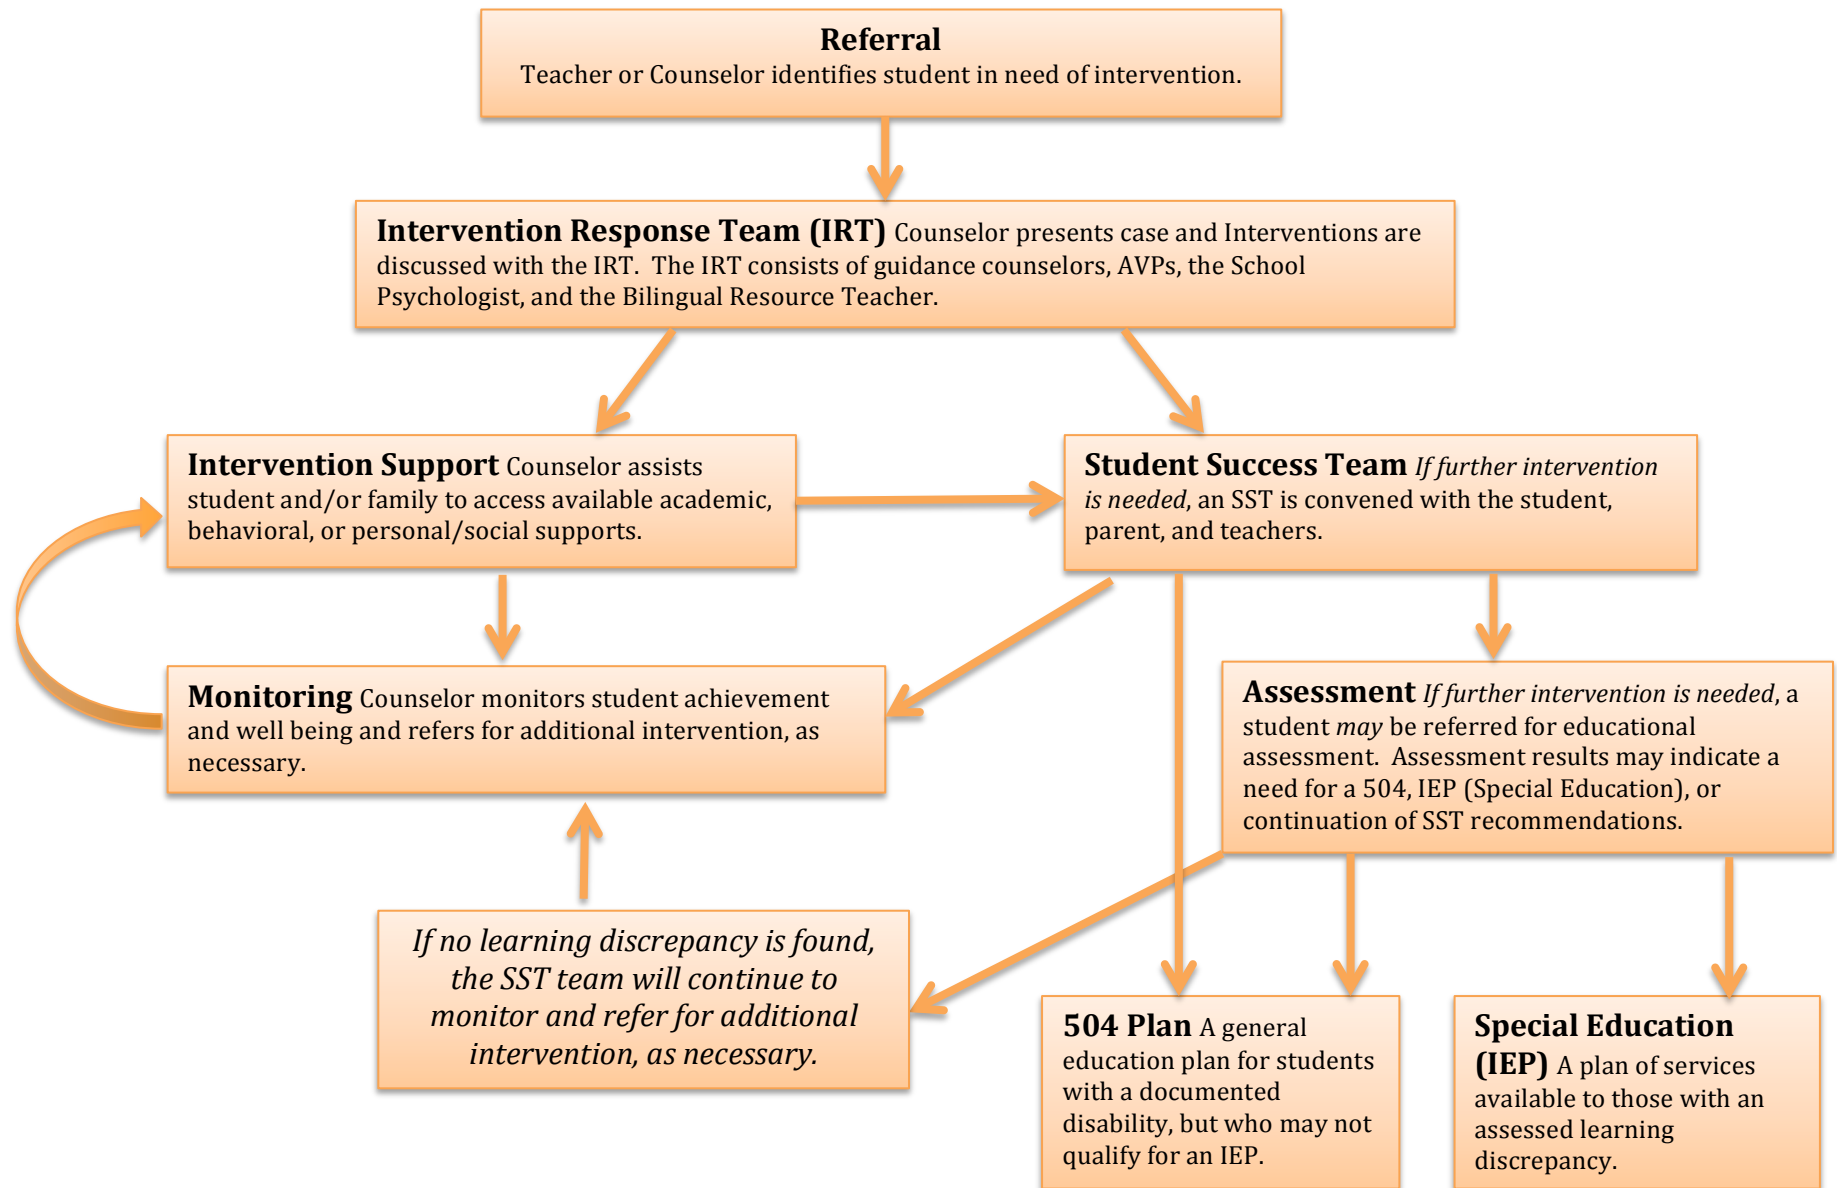 Referral
Teacher or Counselor identifies student in need of intervention.
Intervention Response Team (IRT) Counselor presents case and Interventions are
discussed with the IRT.  The IRT consists of guidance counselors, AVPs, the School
Psychologist, and the Bilingual Resource Teacher.
Intervention Support Counselor assists
student and/or family to access available academic,
behavioral, or personal/social supports.
Student Success Team If further intervention
is needed, an SST is convened with the student,
parent, and teachers.
Monitoring Counselor monitors student achievement
and well being and refers for additional intervention, as
necessary.
Assessment If further intervention is needed, a
student may be referred for educational
assessment.  Assessment results may indicate a
need for a 504, IEP (Special Education), or
continuation of SST recommendations.
If no learning discrepancy is found,
the SST team will continue to
monitor and refer for additional
intervention, as necessary.
504 Plan A general
education plan for students
with a documented
disability, but who may not
qualify for an IEP.
Special Education
(IEP) A plan of services
available to those with an
assessed learning
discrepancy.